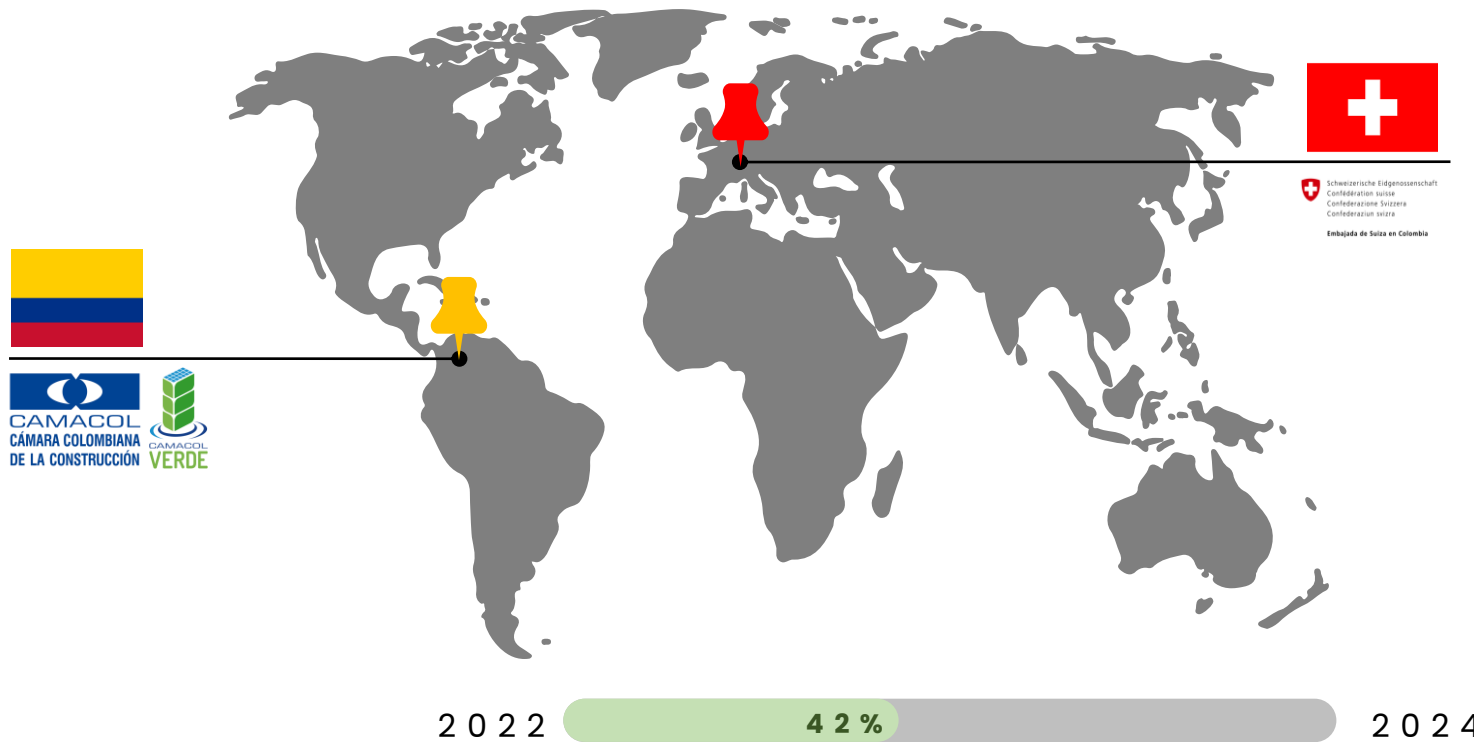 Schweizerische Eidgenossenschaft
Confédération suisse
Confederazione Svizzera
Confederaziun svizra
Embajada de Suiza en Colombia
CAMACOL
CÁMARA COLOMBIANA
DE LA CONSTRUCCIÓN
CAMACOL
VERDE
2022
42%
2024